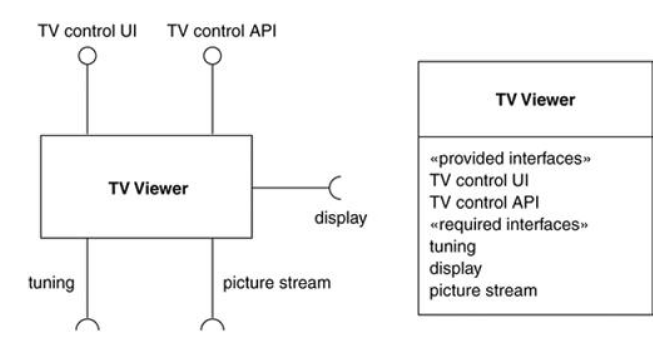 TV control UI TV control API
TV Viewer
display
tuning picture stream
TV Viewer
«provided interfaces»
TV control UI
TV control API
«required interfaces»
tuning
display
picture stream